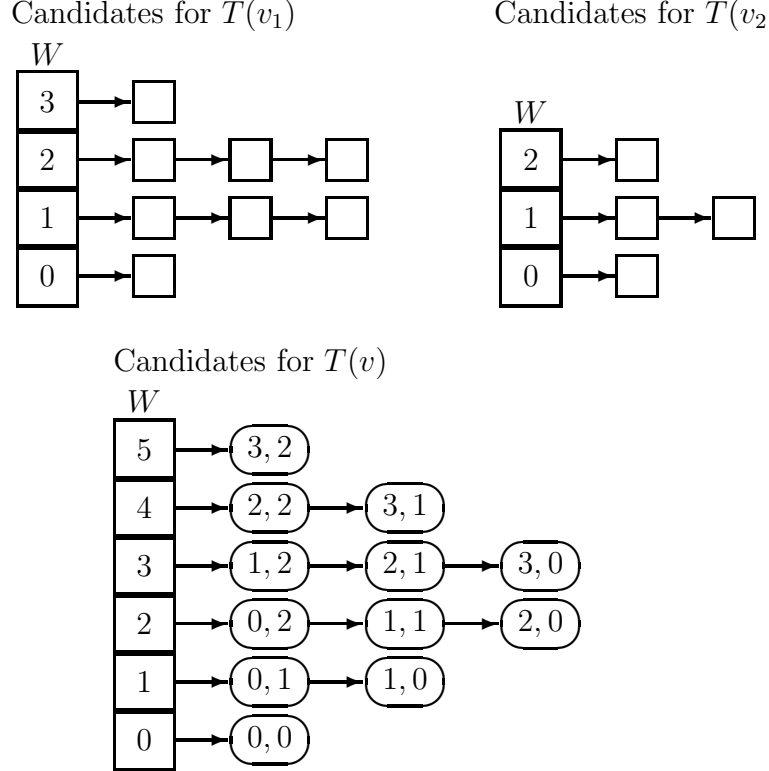 Candidates for T(v₁)
W
3
2
1
0
Candidates for T(v₂
W
2
1
0
Candidates for T(v)
W
5 3, 2
4 2, 2 3, 1
3 1, 2 2, 1 3, 0
2 0, 2 1, 1 2, 0
1 0, 1 1, 0
0 0, 0